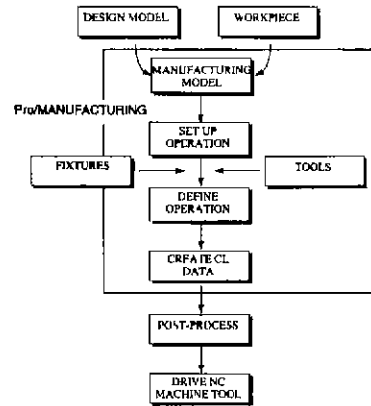 DESIGN MODEL
WORKPIECE
MANUFACTURING
MODEL
Pro/MANUFACTURING
SET UP
OPERATION
FIXTURES
TOOLS
DEFINE
OPERATION
CREATE CL
DATA
POST-PROCESS
DRIVE NC
MACHINE TOOL